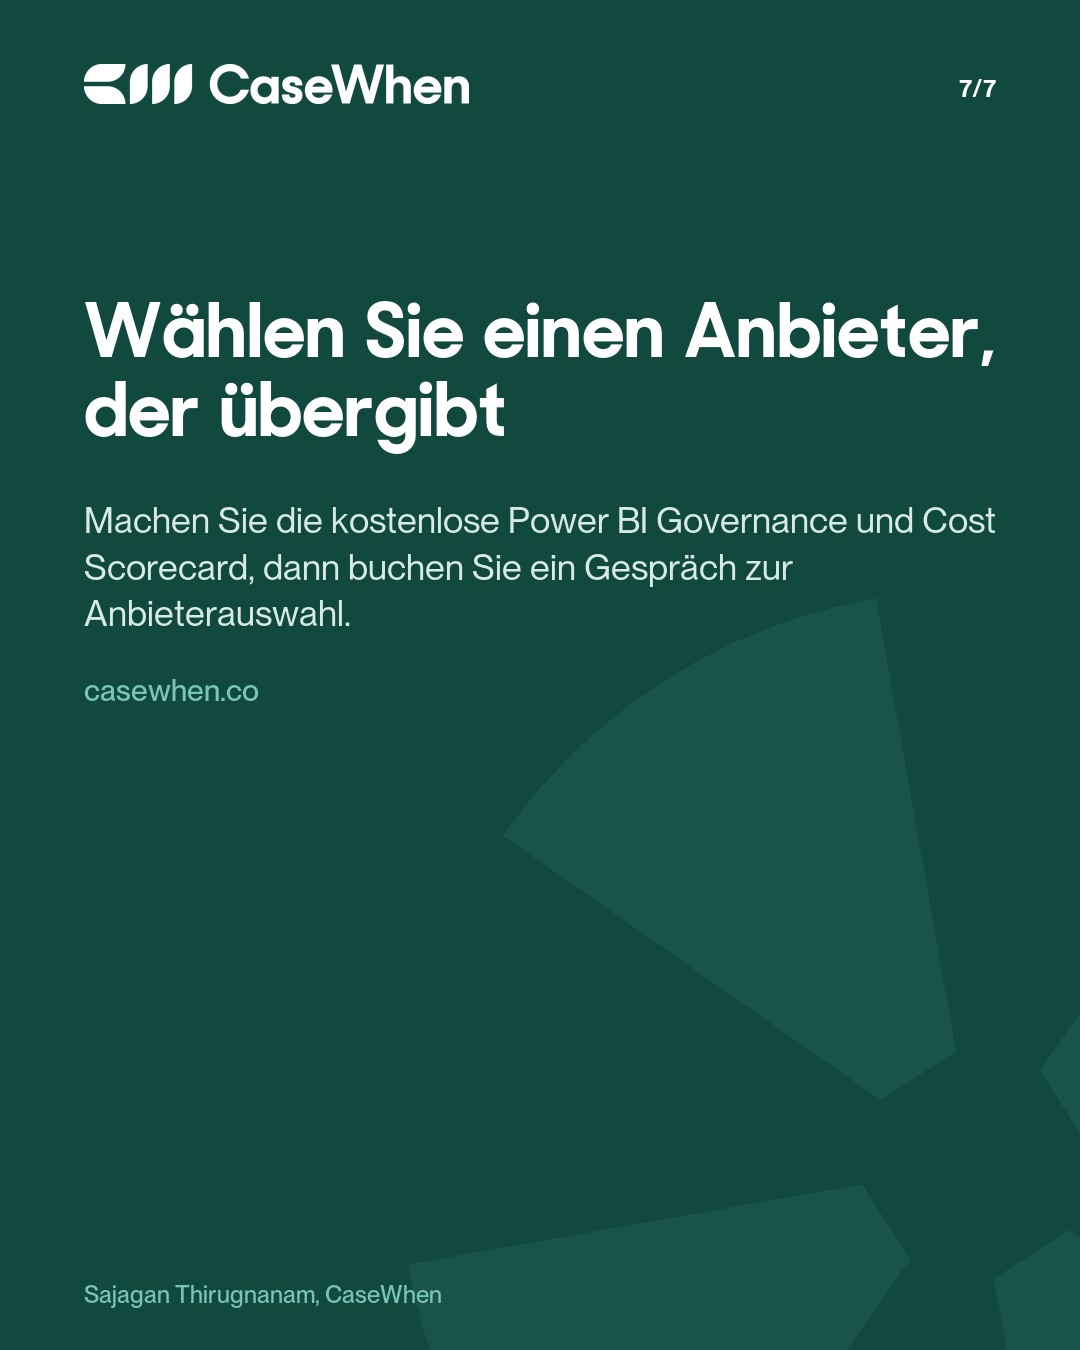 CaseWhen
7/7
Wählen Sie einen Anbieter,
der übergibt
Machen Sie die kostenlose Power BI Governance und Cost
Scorecard, dann buchen Sie ein Gespräch zur
Anbieterauswahl.
casewhen.co
Sajagan Thirugnanam, CaseWhen